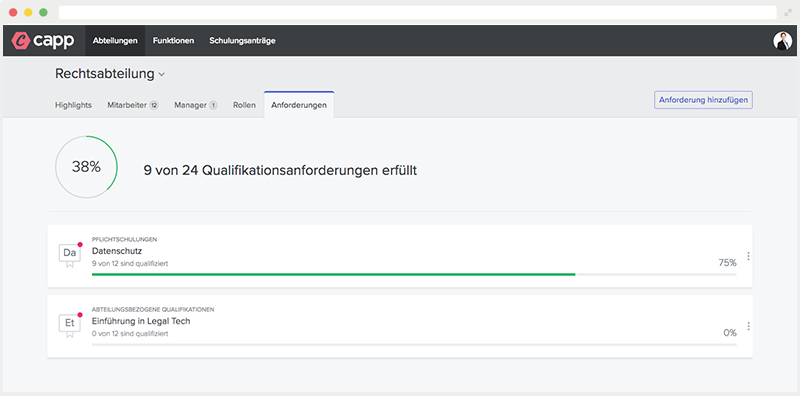 capp Abteilungen Funktionen Schulungsanträge
Rechtsabteilung
Highlights Mitarbeiter 12 Manager 1 Rollen Anforderungen
Anforderung hinzufügen
38%
9 von 24 Qualifikationsanforderungen erfüllt
PFLICHTSCHULUNGEN
Da
Datenschutz
9 von 12 sind qualifiziert
75%
ABTEILUNGSBEZOGENE QUALIFIKATIONEN
Et
Einführung in Legal Tech
0 von 12 sind qualifiziert
0%